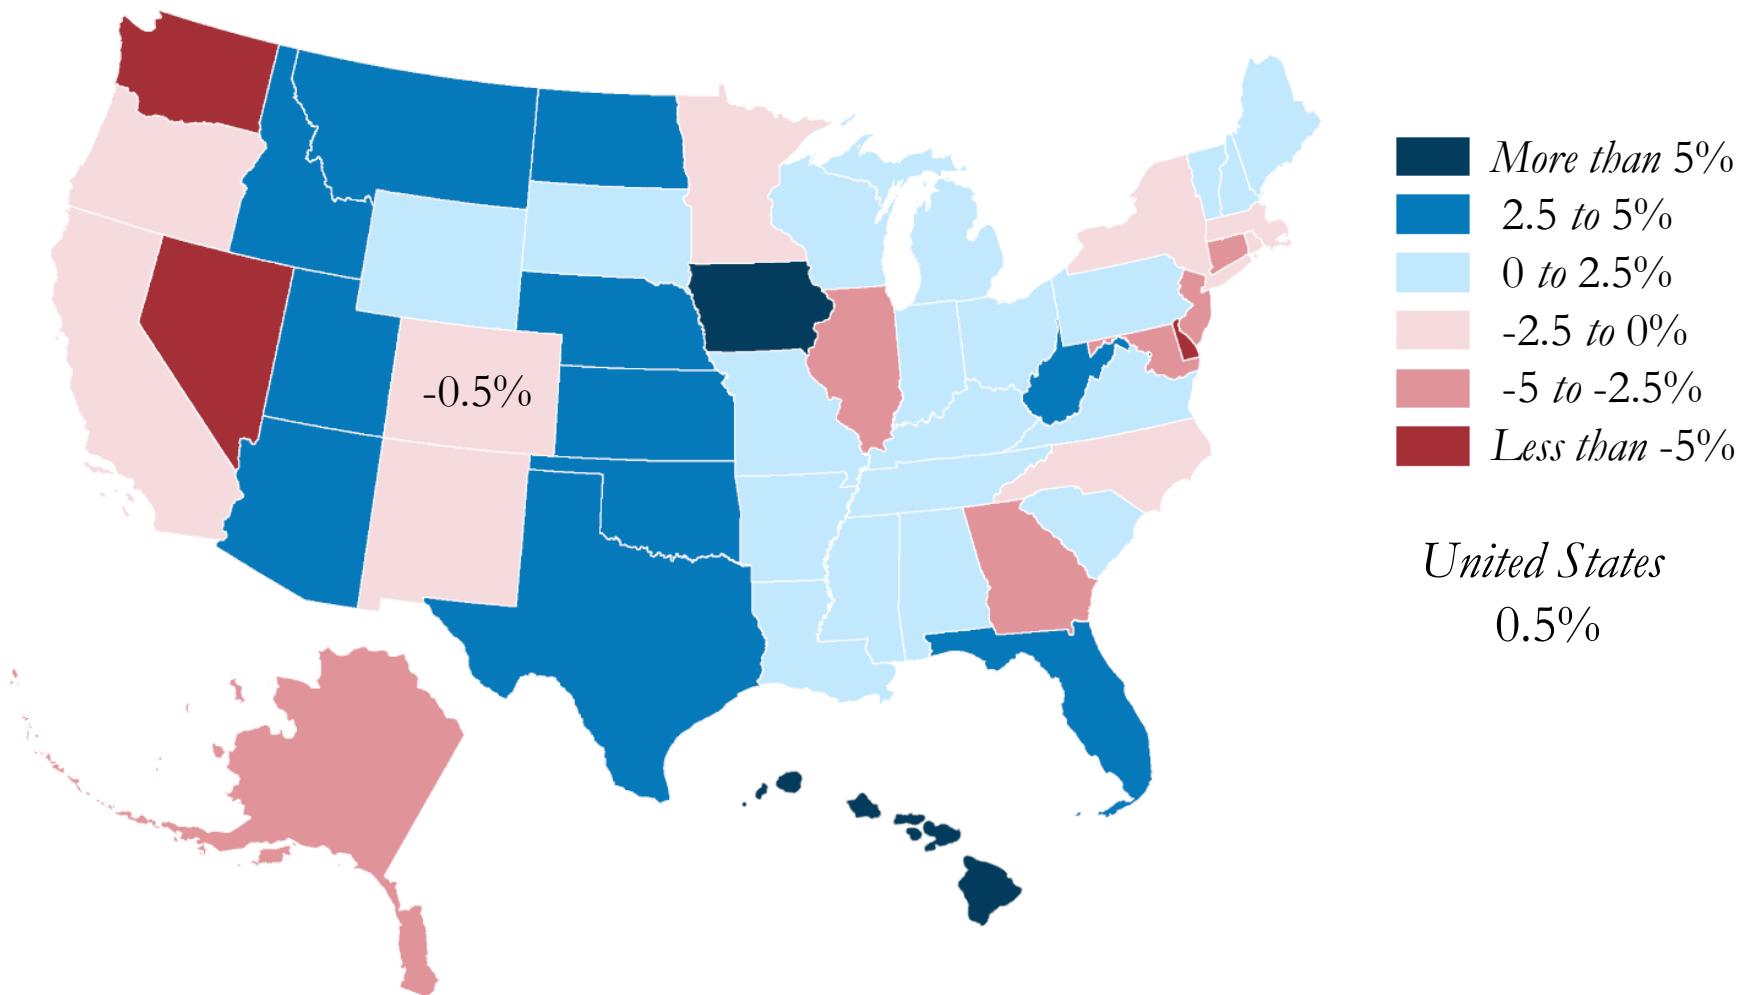 More than 5%
2.5 to 5%
0 to 2.5%
-2.5 to 0%
-5 to -2.5%
Less than -5%
-0.5%
United States
0.5%